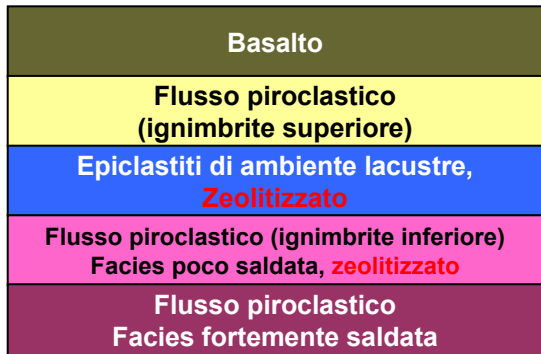 Basalto
Flusso piroclastico
(ignimbrite superiore)
Epiclastiti di ambiente lacustre,
Zeolitizzato
Flusso piroclastico (ignimbrite inferiore)
Facies poco saldata, zeolitizzato
Flusso piroclastico
Facies fortemente saldata